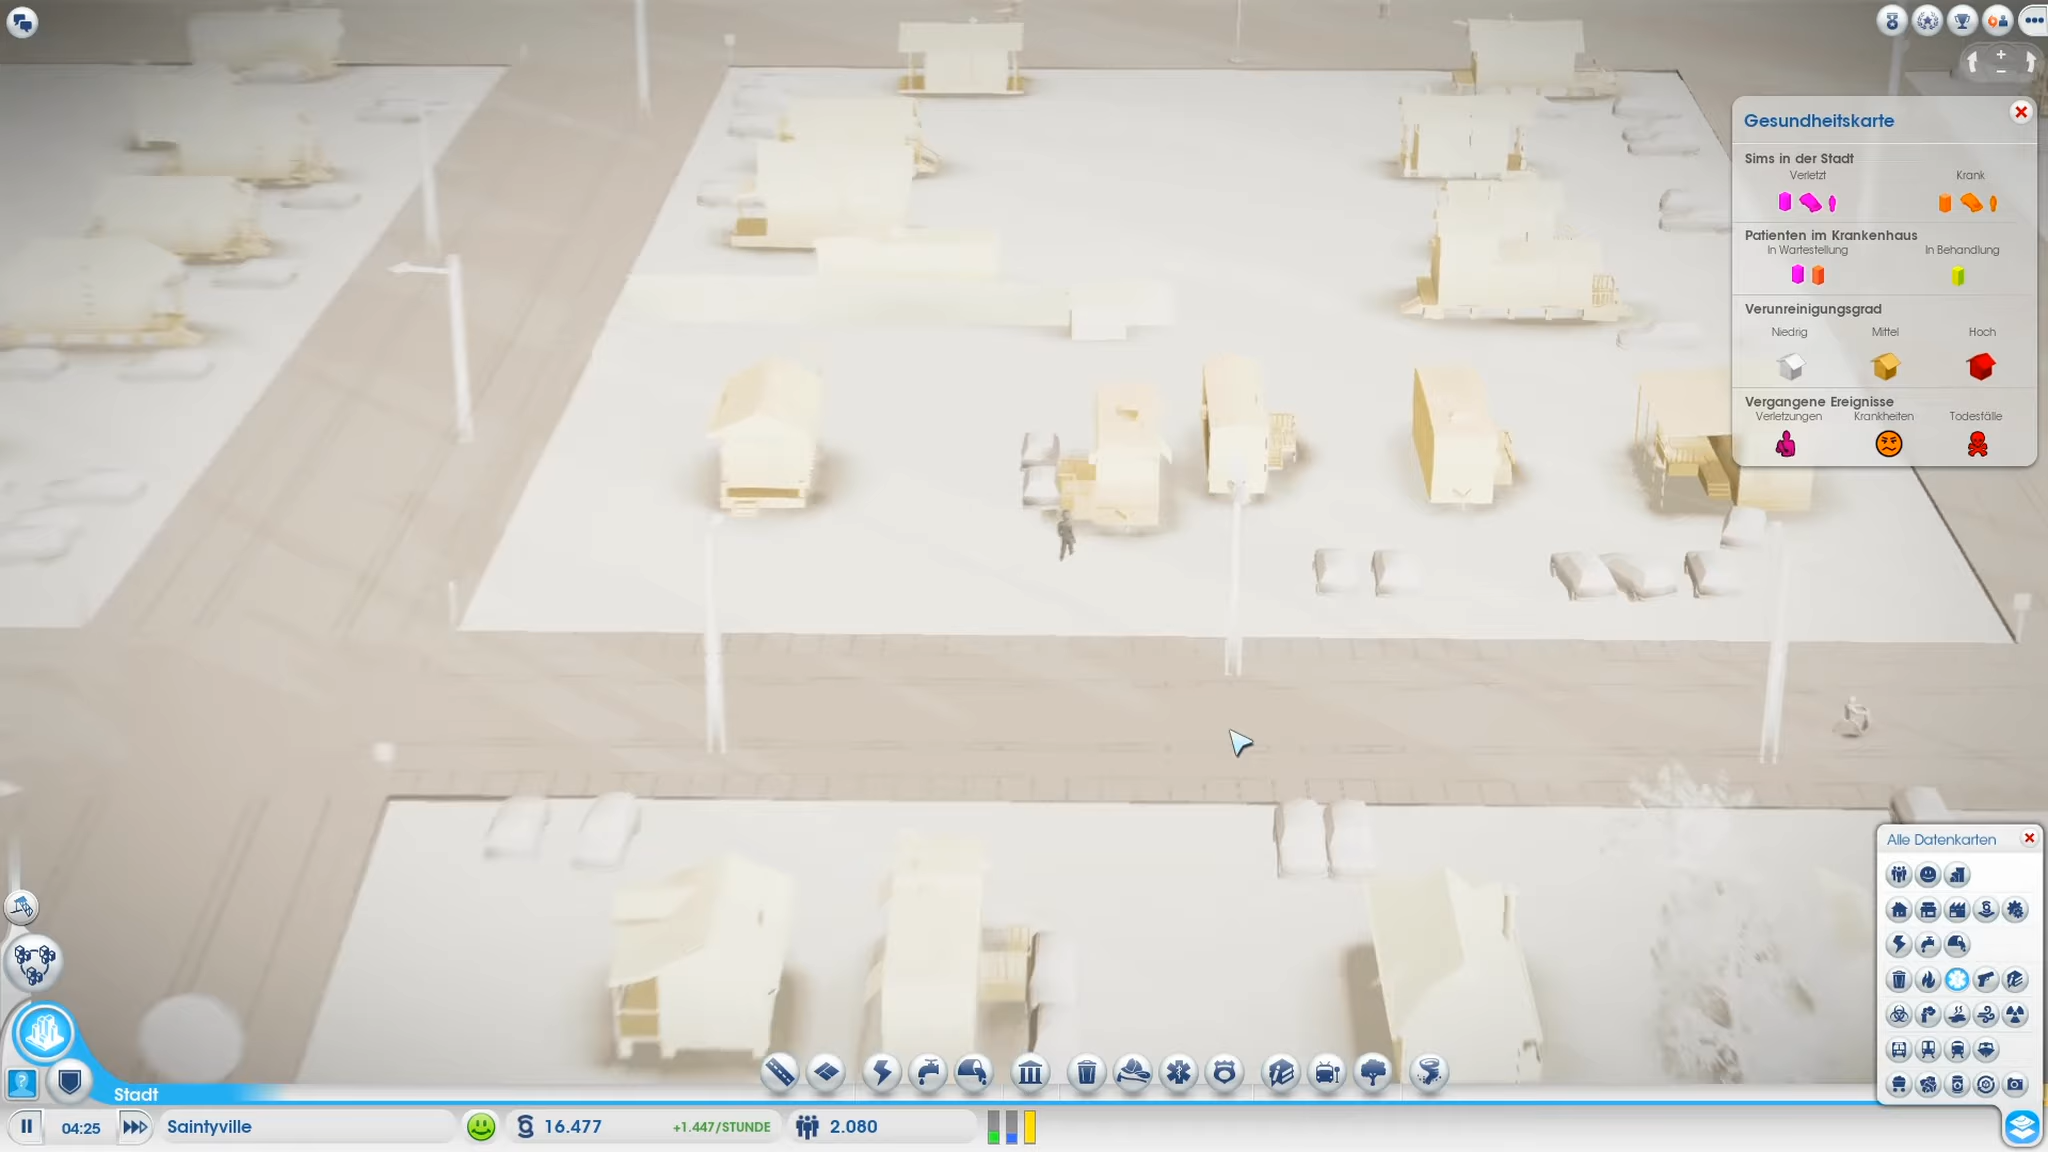 Gesundheitskarte
Sims in der Stadt
Verletzt Krank
Patienten im Krankenhaus
In Wartestellung In Behandlung
Verunreinigungsgrad
Niedrig Mittel Hoch
Vergangene Ereignisse
Verletzungen Krankheiten Todesfälle
Alle Datenkarten
Stadt
04:25 Saintyville 16.477 +1.447/STUNDE 2.080